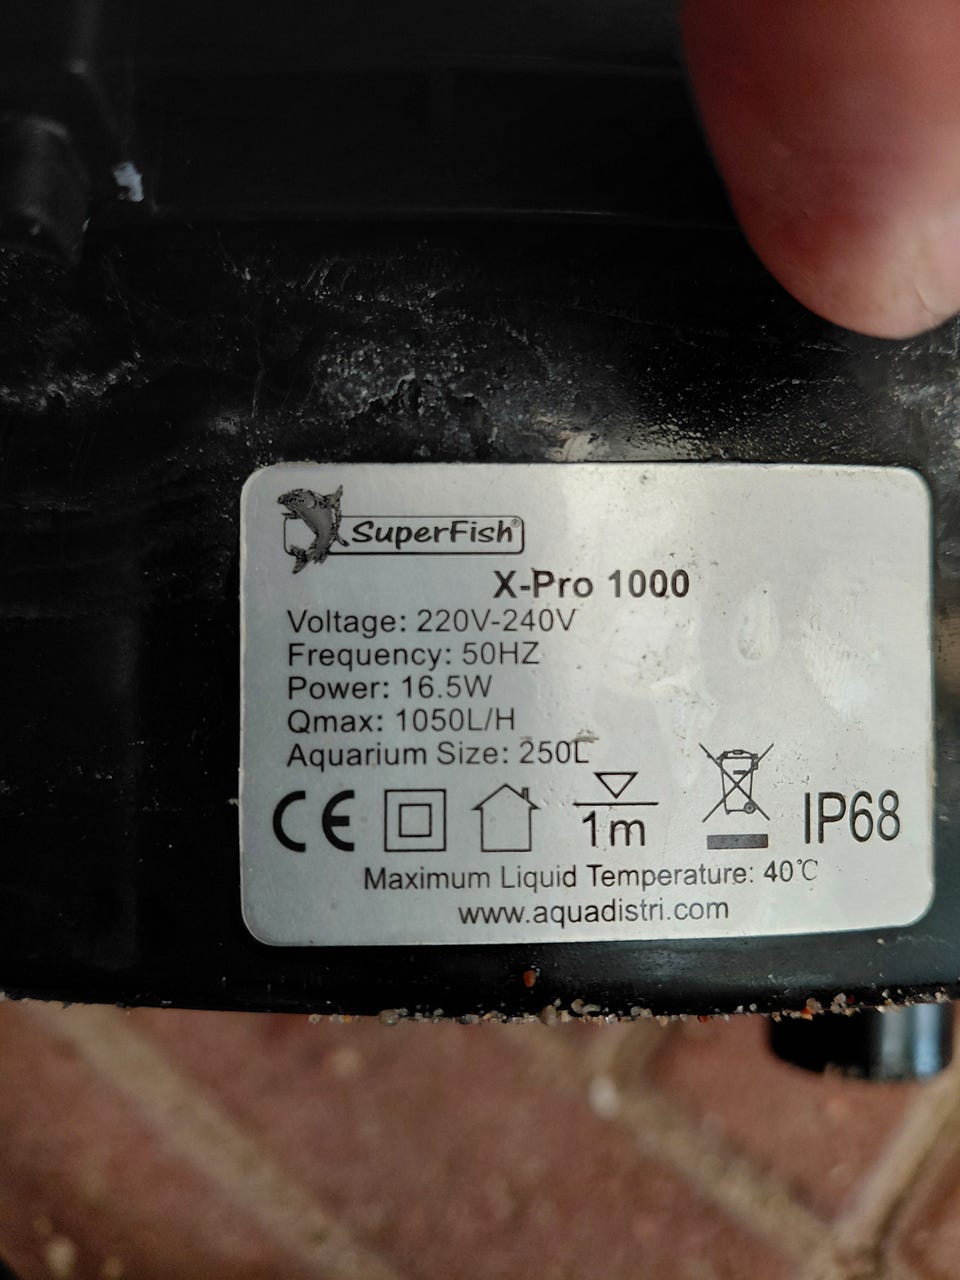 SuperFish®
X-Pro 1000
Voltage: 220V-240V
Frequency: 50HZ
Power: 16.5W
Qmax: 1050L/H
Aquarium Size: 250L
CE 1m IP68
Maximum Liquid Temperature: 40℃
www.aquadistri.com